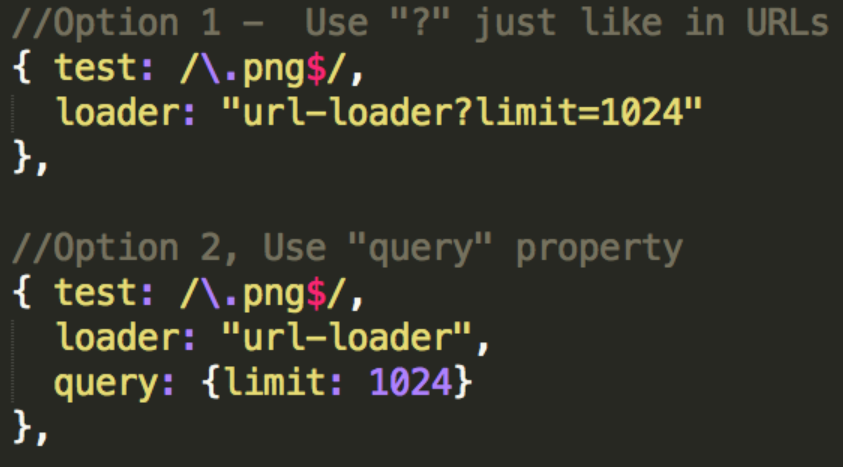 //Option 1 –  Use "?" just like in URLs
{ test: /\.png$/,
  loader: "url-loader?limit=1024"
},

//Option 2, Use "query" property
{ test: /\.png$/,
  loader: "url-loader",
  query: {limit: 1024}
},